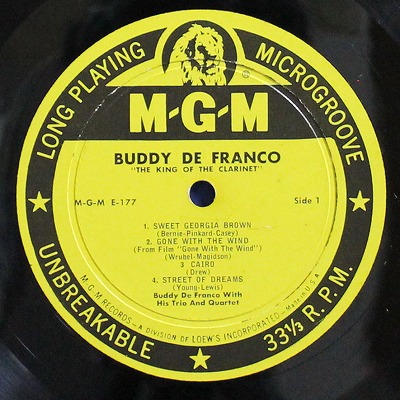 LONG PLAYING MICROGROOVE
M-G-M
BUDDY DE FRANCO
"THE KING OF THE CLARINET"
M-G-M E-177 Side 1
1. SWEET GEORGIA BROWN
(Bernie-Pinkard-Casey)
2. GONE WITH THE WIND
(From Film "Gone With The Wind")
(Wrubel-Magidson)
3 CAIRO
(Drew)
4. STREET OF DREAMS
(Young-Lewis)
Buddy De Franco With
His Trio And Quartet
M-G-M RECORDS—A DIVISION OF LOEW'S INCORPORATED—Made in U.S.A
UNBREAKABLE 33⅓ R.P.M.